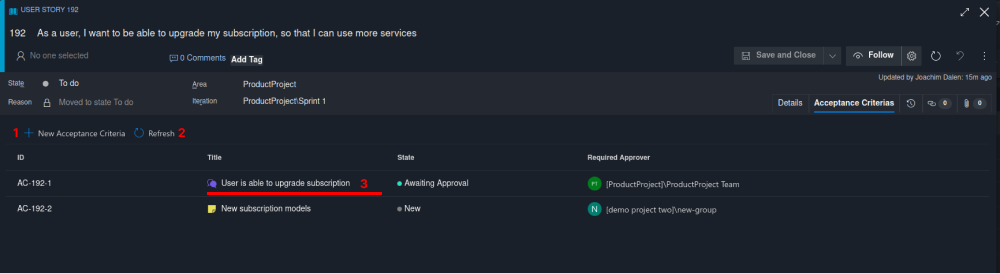 USER STORY 192
192 As a user, I want to be able to upgrade my subscription, so that I can use more services
No one selected
0 Comments Add Tag
Save and Close Follow
State To do Area ProductProject
Updated by Joachim Dalen: 15m ago
Reason Moved to state To do Iteration ProductProject\Sprint 1
Details Acceptance Criterias 0 0
1 New Acceptance Criteria Refresh 2
ID Title State Required Approver
AC-192-1 User is able to upgrade subscription 3 Awaiting Approval [ProductProject]\ProductProject Team
AC-192-2 New subscription models New N [demo project two]\new-group